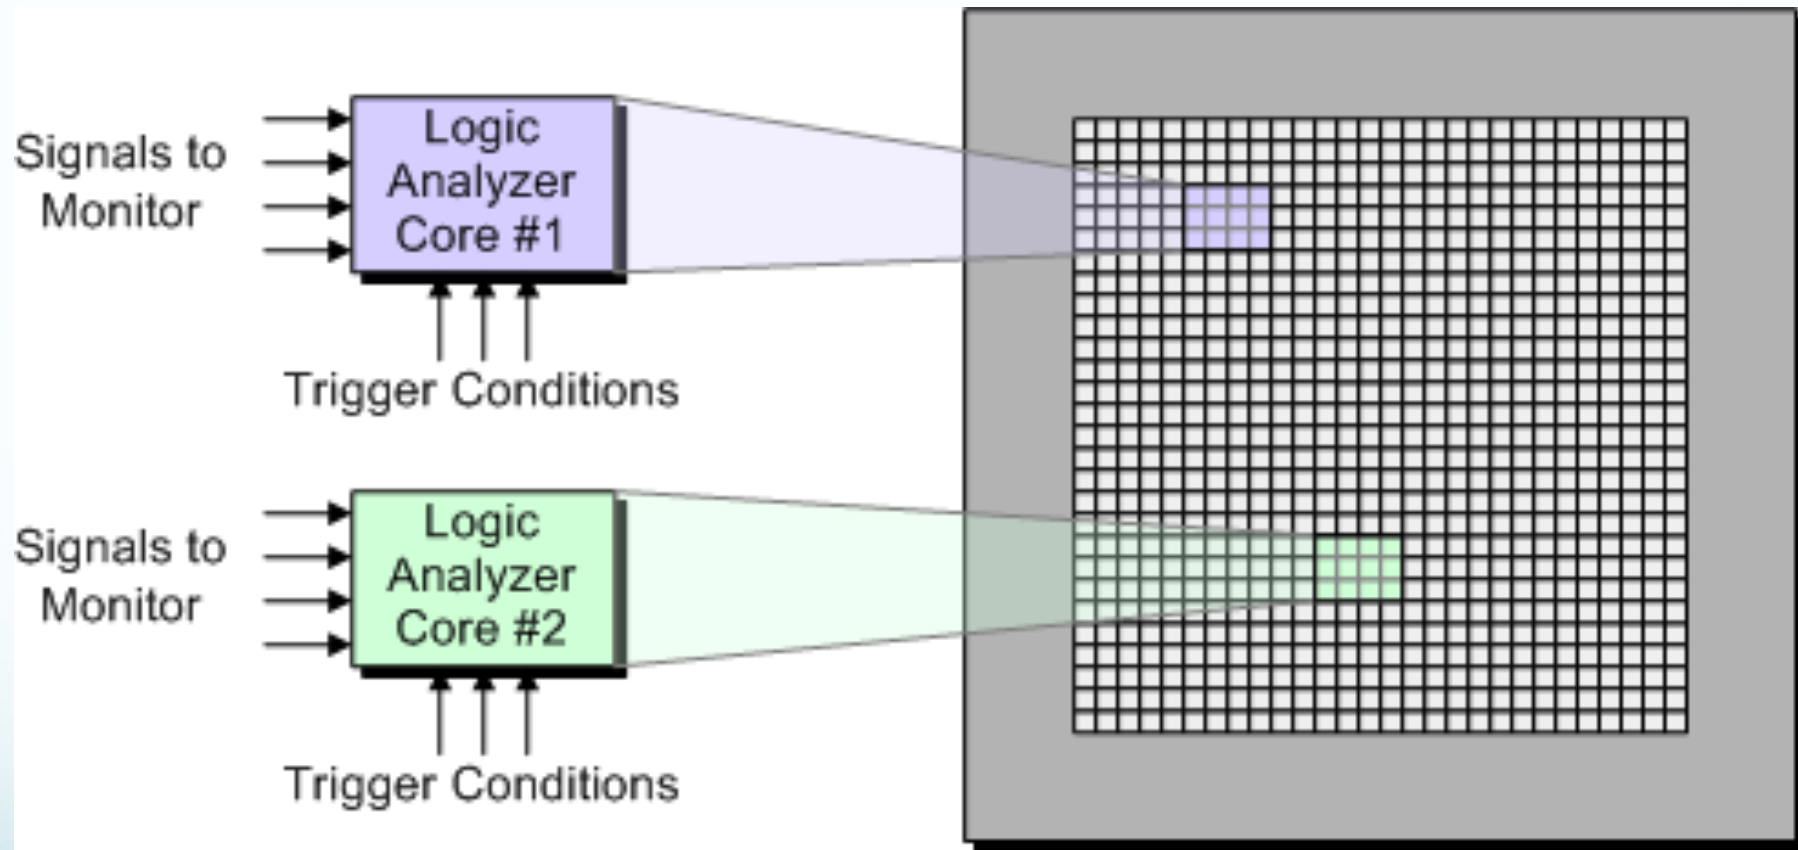 Signals to
Monitor
Logic
Analyzer
Core #1
Trigger Conditions
Signals to
Monitor
Logic
Analyzer
Core #2
Trigger Conditions